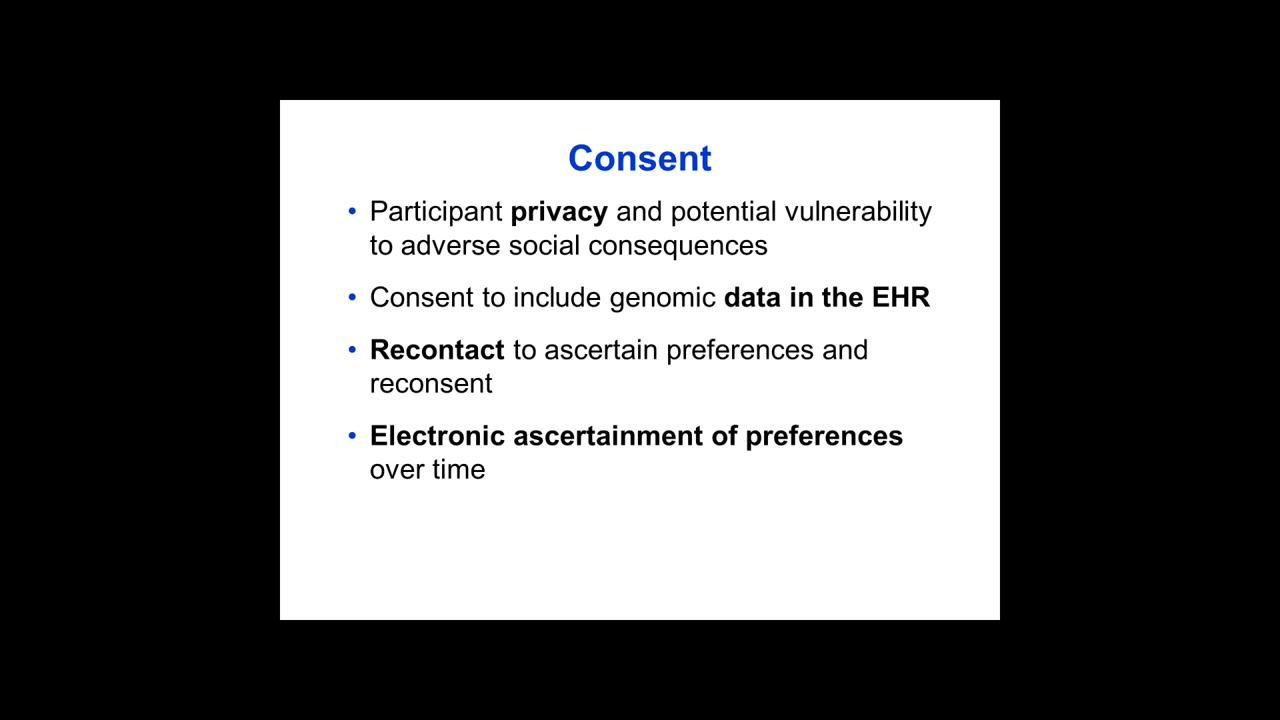 Consent
• Participant privacy and potential vulnerability
to adverse social consequences
• Consent to include genomic data in the EHR
• Recontact to ascertain preferences and
reconsent
• Electronic ascertainment of preferences
over time